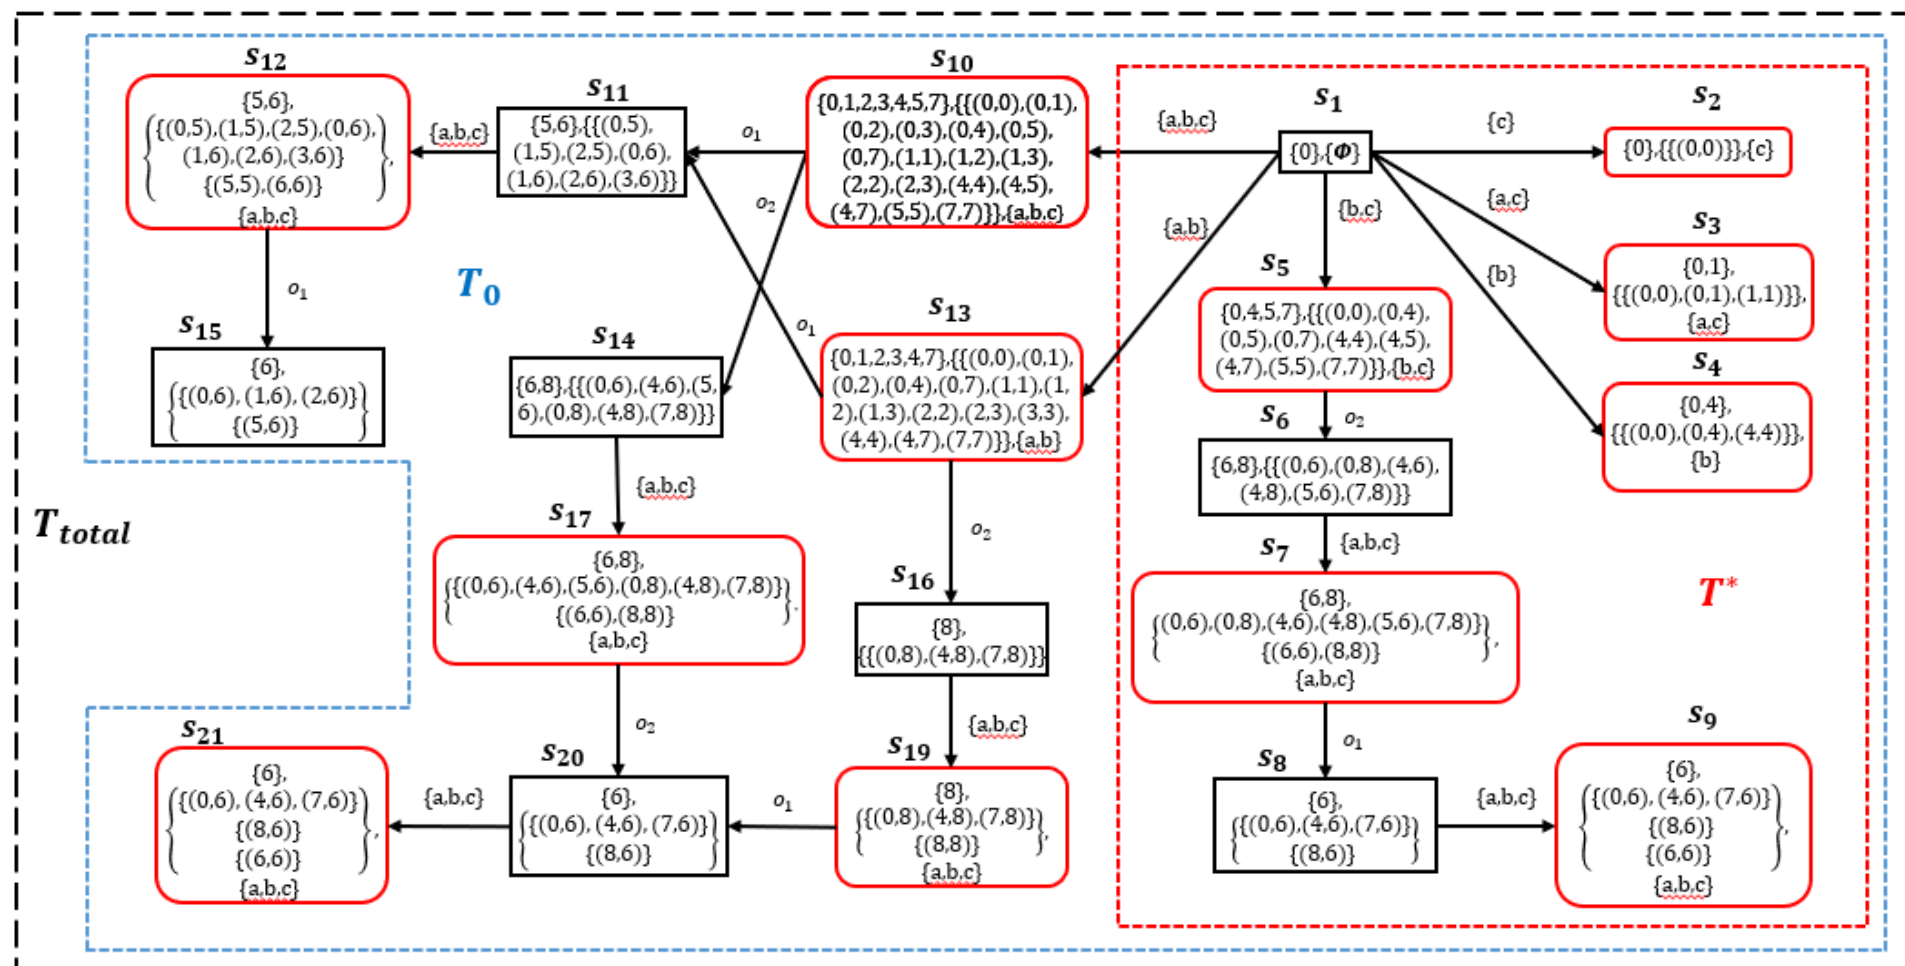 s12
{5,6},
{{(0,5),(1,5),(2,5),(0,6),
(1,6),(2,6),(3,6)}
{(5,5),(6,6)}},
{a,b,c}
{a,b,c}
s11
{5,6},{{(0,5),
(1,5),(2,5),(0,6),
(1,6),(2,6),(3,6)}}
o1
o2
s10
{0,1,2,3,4,5,7},{{(0,0),(0,1),
(0,2),(0,3),(0,4),(0,5),
(0,7),(1,1),(1,2),(1,3),
(2,2),(2,3),(4,4),(4,5),
(4,7),(5,5),(7,7)}},{a,b,c}
{a,b,c}
{a,b}
s1
{0},{Φ}
{b,c}
{c}
{a,c}
{b}
s2
{0},{{(0,0)}},{c}
s3
{0,1},
{{(0,0),(0,1),(1,1)}},
{a,c}
s4
{0,4},
{{(0,0),(0,4),(4,4)}},
{b}
T0
o1
s15
{6},
{{(0,6), (1,6), (2,6)}
{(5,6)}}
s14
{6,8},{{(0,6),(4,6),(5,
6),(0,8),(4,8),(7,8)}}
{a,b,c}
o1
s13
{0,1,2,3,4,7},{{(0,0),(0,1),
(0,2),(0,4),(0,7),(1,1),(1,
2),(1,3),(2,2),(2,3),(3,3),
(4,4),(4,7),(7,7)}},{a,b}
o2
s5
{0,4,5,7},{{(0,0),(0,4),
(0,5),(0,7),(4,4),(4,5),
(4,7),(5,5),(7,7)}},{b,c}
o2
s6
{6,8},{{(0,6),(0,8),(4,6),
(4,8),(5,6),(7,8)}}
{a,b,c}
Ttotal
s17
{6,8},
{{(0,6),(4,6),(5,6),(0,8),(4,8),(7,8)}
{(6,6),(8,8)}},
{a,b,c}
o2
s16
{8},
{{(0,8),(4,8),(7,8)}}
{a,b,c}
s7
{6,8},
{{(0,6),(0,8),(4,6),(4,8),(5,6),(7,8)}
{(6,6),(8,8)}},
{a,b,c}
o1
T*
s21
{6},
{{(0,6), (4,6), (7,6)}
{(8,6)}
{(6,6)}},
{a,b,c}
{a,b,c}
s20
{6},
{{(0,6), (4,6), (7,6)}
{(8,6)}}
o1
s19
{8},
{{(0,8),(4,8),(7,8)}
{(8,8)}},
{a,b,c}
s8
{6},
{{(0,6),(4,6),(7,6)}
{(8,6)}}
{a,b,c}
s9
{6},
{{(0,6), (4,6), (7,6)}
{(8,6)}
{(6,6)}},
{a,b,c}